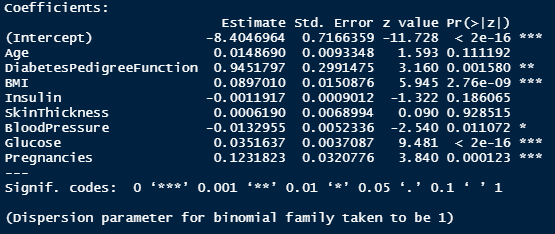 Coefficients:
Estimate Std. Error z value Pr(>|z|)
(Intercept) -8.4046964 0.7166359 -11.728 < 2e-16 ***
Age 0.0148690 0.0093348 1.593 0.111192
DiabetesPedigreeFunction 0.9451797 0.2991475 3.160 0.001580 **
BMI 0.0897010 0.0150876 5.945 2.76e-09 ***
Insulin -0.0011917 0.0009012 -1.322 0.186065
SkinThickness 0.0006190 0.0068994 0.090 0.928515
BloodPressure -0.0132955 0.0052336 -2.540 0.011072 *
Glucose 0.0351637 0.0037087 9.481 < 2e-16 ***
Pregnancies 0.1231823 0.0320776 3.840 0.000123 ***
---
Signif. codes: 0 ‘***’ 0.001 ‘**’ 0.01 ‘*’ 0.05 ‘.’ 0.1 ‘ ’ 1
(Dispersion parameter for binomial family taken to be 1)